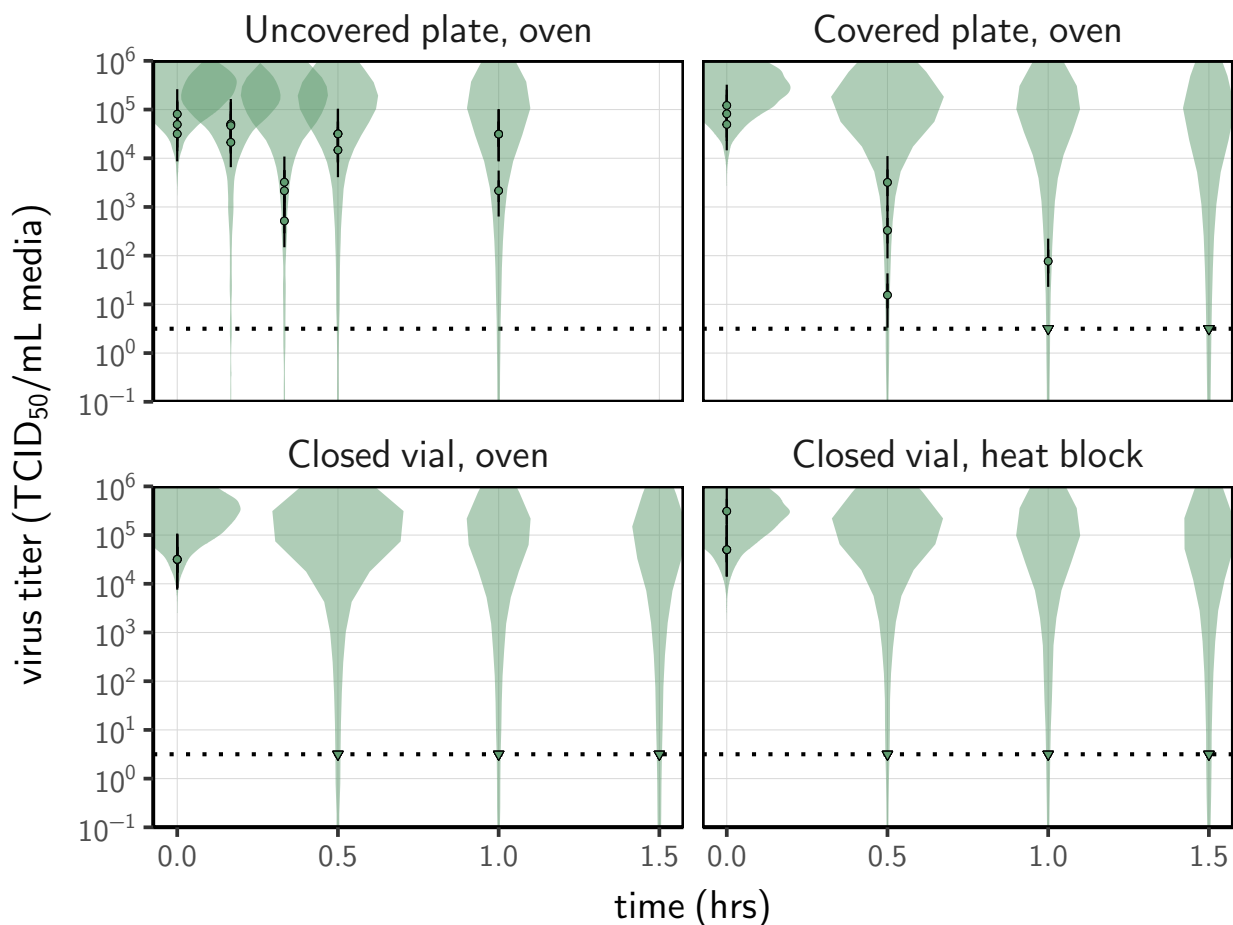 Uncovered plate, oven
Covered plate, oven
virus titer (TCID₅₀/mL media)
10⁶
10⁵
10⁴
10³
10²
10¹
10⁰
10⁻¹
Closed vial, oven
Closed vial, heat block
10⁶
10⁵
10⁴
10³
10²
10¹
10⁰
10⁻¹
0.0 0.5 1.0 1.5
0.0 0.5 1.0 1.5
time (hrs)